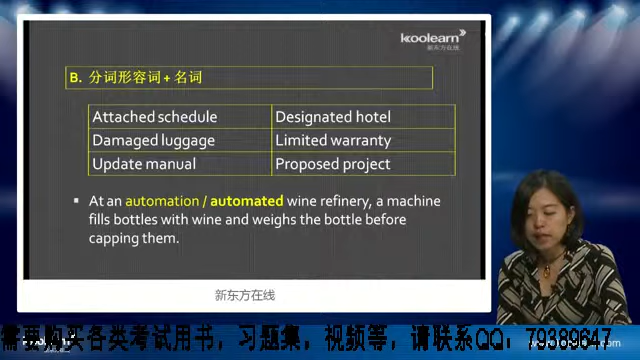 koolearn
新东方在线
B. 分词形容词 + 名词
Attached schedule Designated hotel
Damaged luggage Limited warranty
Update manual Proposed project
▪ At an automation / automated wine refinery, a machine
fills bottles with wine and weighs the bottle before
capping them.
新东方在线
需要购买各类考试用书，习题集，视频等，请联系QQ：79389647